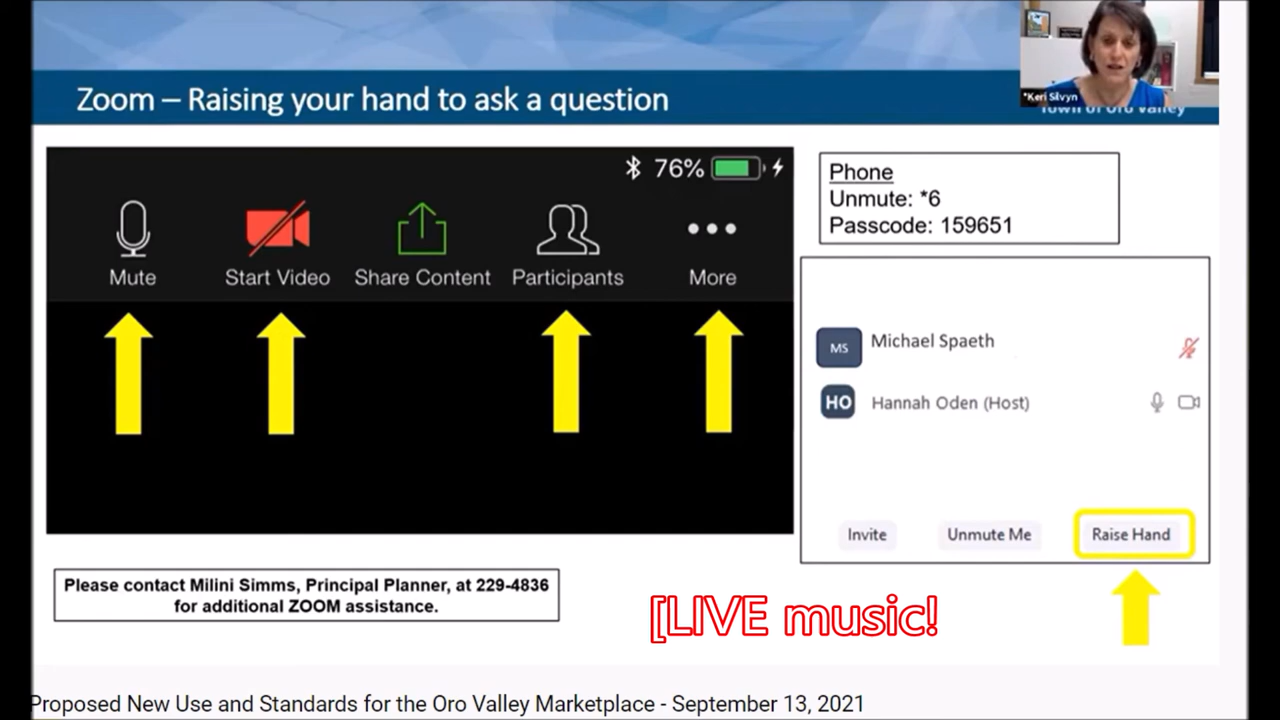 Zoom – Raising your hand to ask a question
*Keri Silvyn
Town of Oro Valley
76%
Mute
Start Video
Share Content
Participants
More
Phone
Unmute: *6
Passcode: 159651
MS
Michael Spaeth
HO
Hannah Oden (Host)
Invite
Unmute Me
Raise Hand
Please contact Milini Simms, Principal Planner, at 229-4836
for additional ZOOM assistance.
[LIVE music!
Proposed New Use and Standards for the Oro Valley Marketplace - September 13, 2021